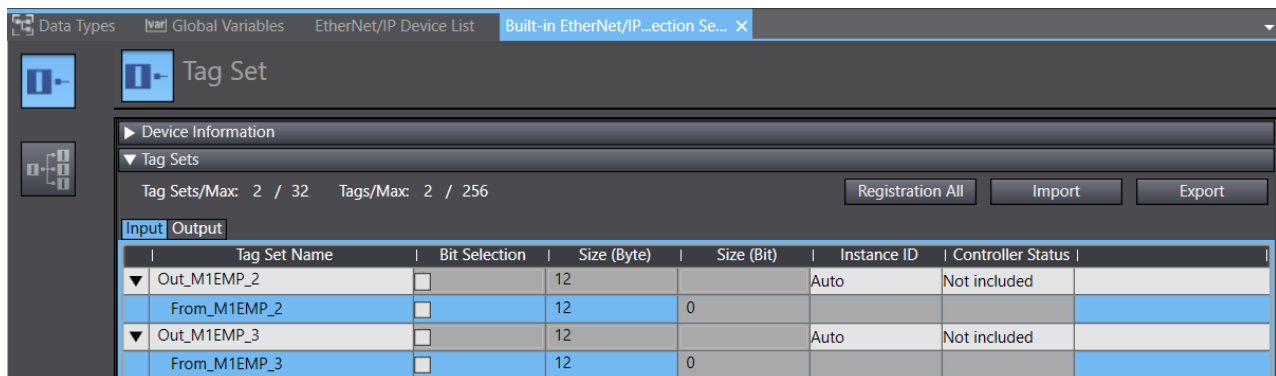 Data Types var Global Variables EtherNet/IP Device List Built-in EtherNet/IP...ection Se... X
Tag Set
Device Information
Tag Sets
Tag Sets/Max: 2 / 32 Tags/Max: 2 / 256 Registration All Import Export
Input Output
Tag Set Name | Bit Selection | Size (Byte) | Size (Bit) | Instance ID | Controller Status |
Out_M1EMP_2 12 Auto Not included
From_M1EMP_2 12 0
Out_M1EMP_3 12 Auto Not included
From_M1EMP_3 12 0